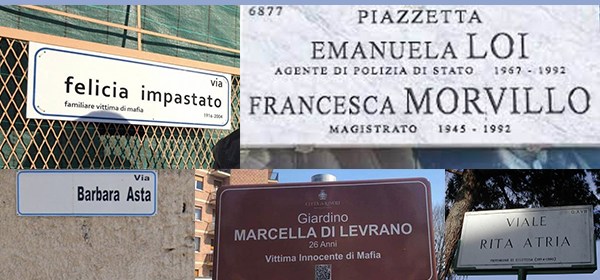 via
felicia impastato
familiare vittima di mafia
1916-2004
6877
PIAZZETTA
EMANUELA LOI
AGENTE DI POLIZIA DI STATO 1967 - 1992
FRANCESCA MORVILLO
MAGISTRATO 1945 - 1992
Via
Barbara Asta
Giardino
MARCELLA DI LEVRANO
26 Anni
Vittima Innocente di Mafia
VIALE
RITA ATRIA